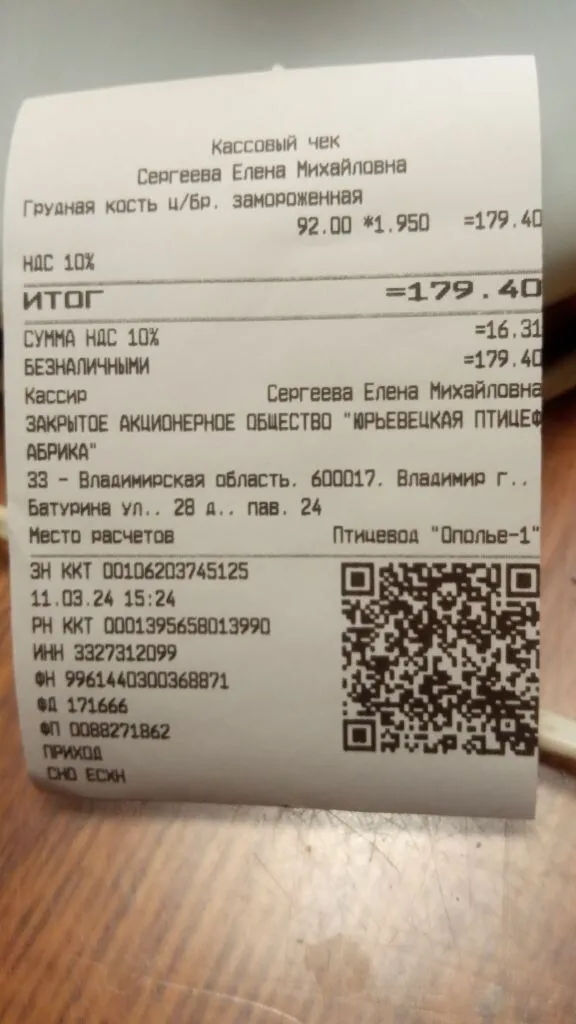 Кассовый чек
Сергеева Елена Михайловна
Грудная кость ц/бр. замороженная
92.00 *1.950 =179.40
НДС 10%
ИТОГ =179.40
СУММА НДС 10% =16.31
БЕЗНАЛИЧНЫМИ =179.40
Кассир Сергеева Елена Михайловна
ЗАКРЫТОЕ АКЦИОНЕРНОЕ ОБЩЕСТВО "ЮРЬЕВЕЦКАЯ ПТИЦЕФ
АБРИКА"
33 - Владимирская область. 600017. Владимир г..
Батурина ул.. 28 д.. пав. 24
Место расчетов Птицевод "Ополье-1"
ЗН ККТ 00106203745125
11.03.24 15:24
РН ККТ 0001395658013990
ИНН 3327312099
ФН 9961440300368871
ФД 171666
ФП 0088271862
ПРИХОД
СНО ЕСХН